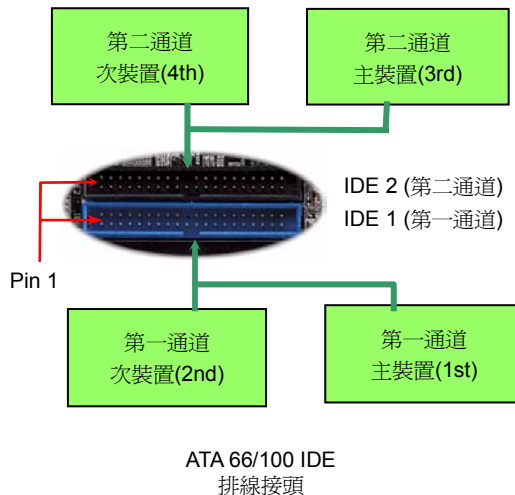 第二通道
次裝置(4th)
第二通道
主裝置(3rd)
IDE 2 (第二通道)
IDE 1 (第一通道)
Pin 1
第一通道
次裝置(2nd)
第一通道
主裝置(1st)
ATA 66/100 IDE
排線接頭